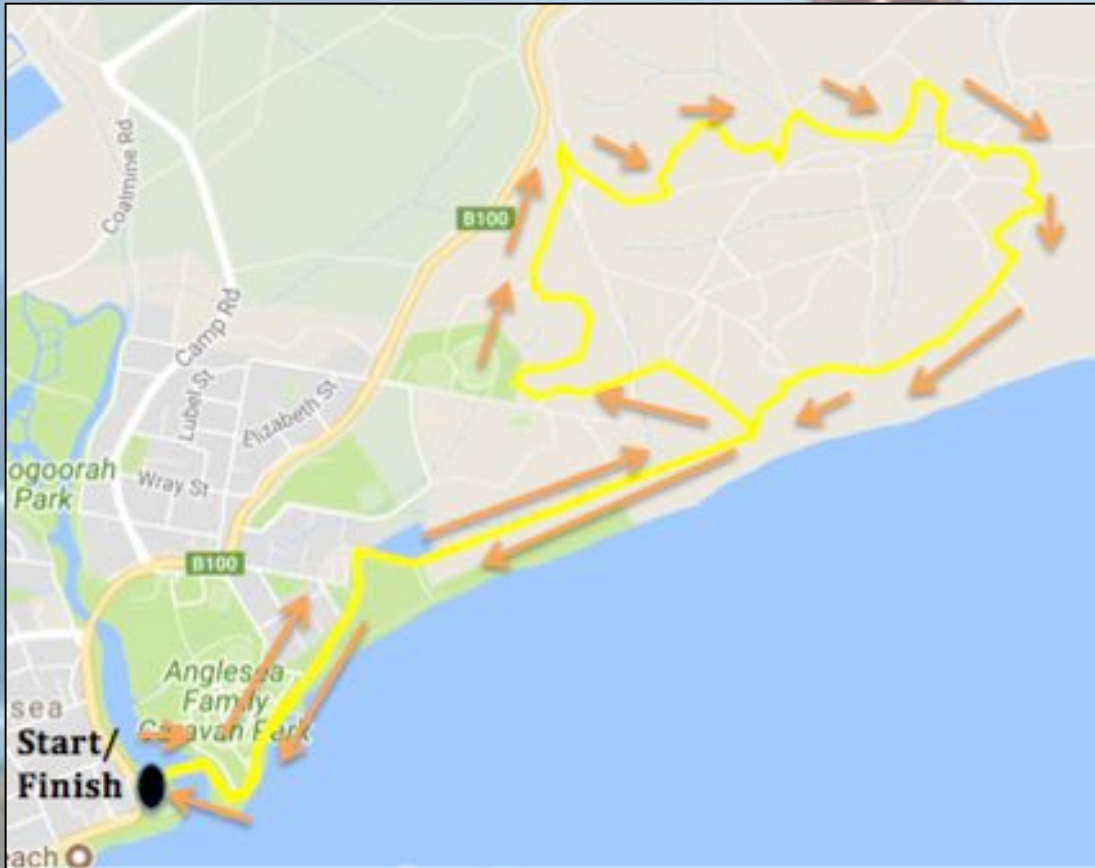 Coalmine Rd
B100
Camp Rd
Lubel St
Elizabeth St
ogoorah
Park
Wray St
B100
Anglesea
Family
Caravan Park
sea
Start/
Finish
each